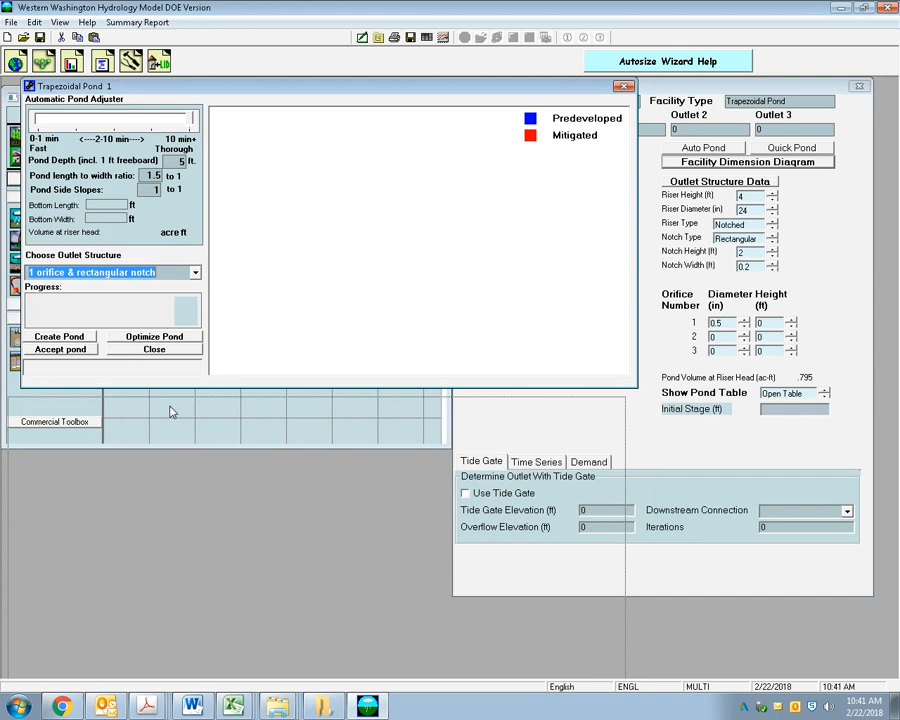 Western Washington Hydrology Model DOE Version
File Edit View Help Summary Report
Autosize Wizard Help
Trapezoidal Pond 1
Automatic Pond Adjuster
0-1 min <----2-10 min----> 10 min+
Fast Thorough
Pond Depth (incl. 1 ft freeboard) 5 ft.
Pond length to width ratio: 1.5 to 1
Pond Side Slopes: 1 to 1
Bottom Length: ft
Bottom Width: ft
Volume at riser head: acre ft
Choose Outlet Structure
1 orifice & rectangular notch
Progress:
Create Pond Optimize Pond
Accept pond Close
Predeveloped
Mitigated
Commercial Toolbox
Facility Type Trapezoidal Pond
Outlet 2 Outlet 3
0 0
Auto Pond Quick Pond
Facility Dimension Diagram
Outlet Structure Data
Riser Height (ft) 4
Riser Diameter (in) 24
Riser Type Notched
Notch Type Rectangular
Notch Height (ft) 2
Notch Width (ft) 0.2
Orifice Diameter Height
Number (in) (ft)
1 0.5 0
2 0 0
3 0 0
Pond Volume at Riser Head (ac-ft) .795
Show Pond Table Open Table
Initial Stage (ft)
Tide Gate Time Series Demand
Determine Outlet With Tide Gate
Use Tide Gate
Tide Gate Elevation (ft) 0 Downstream Connection
Overflow Elevation (ft) 0 Iterations 0
English ENGL MULTI 2/22/2018 10:41 AM
10:41 AM
2/22/2018